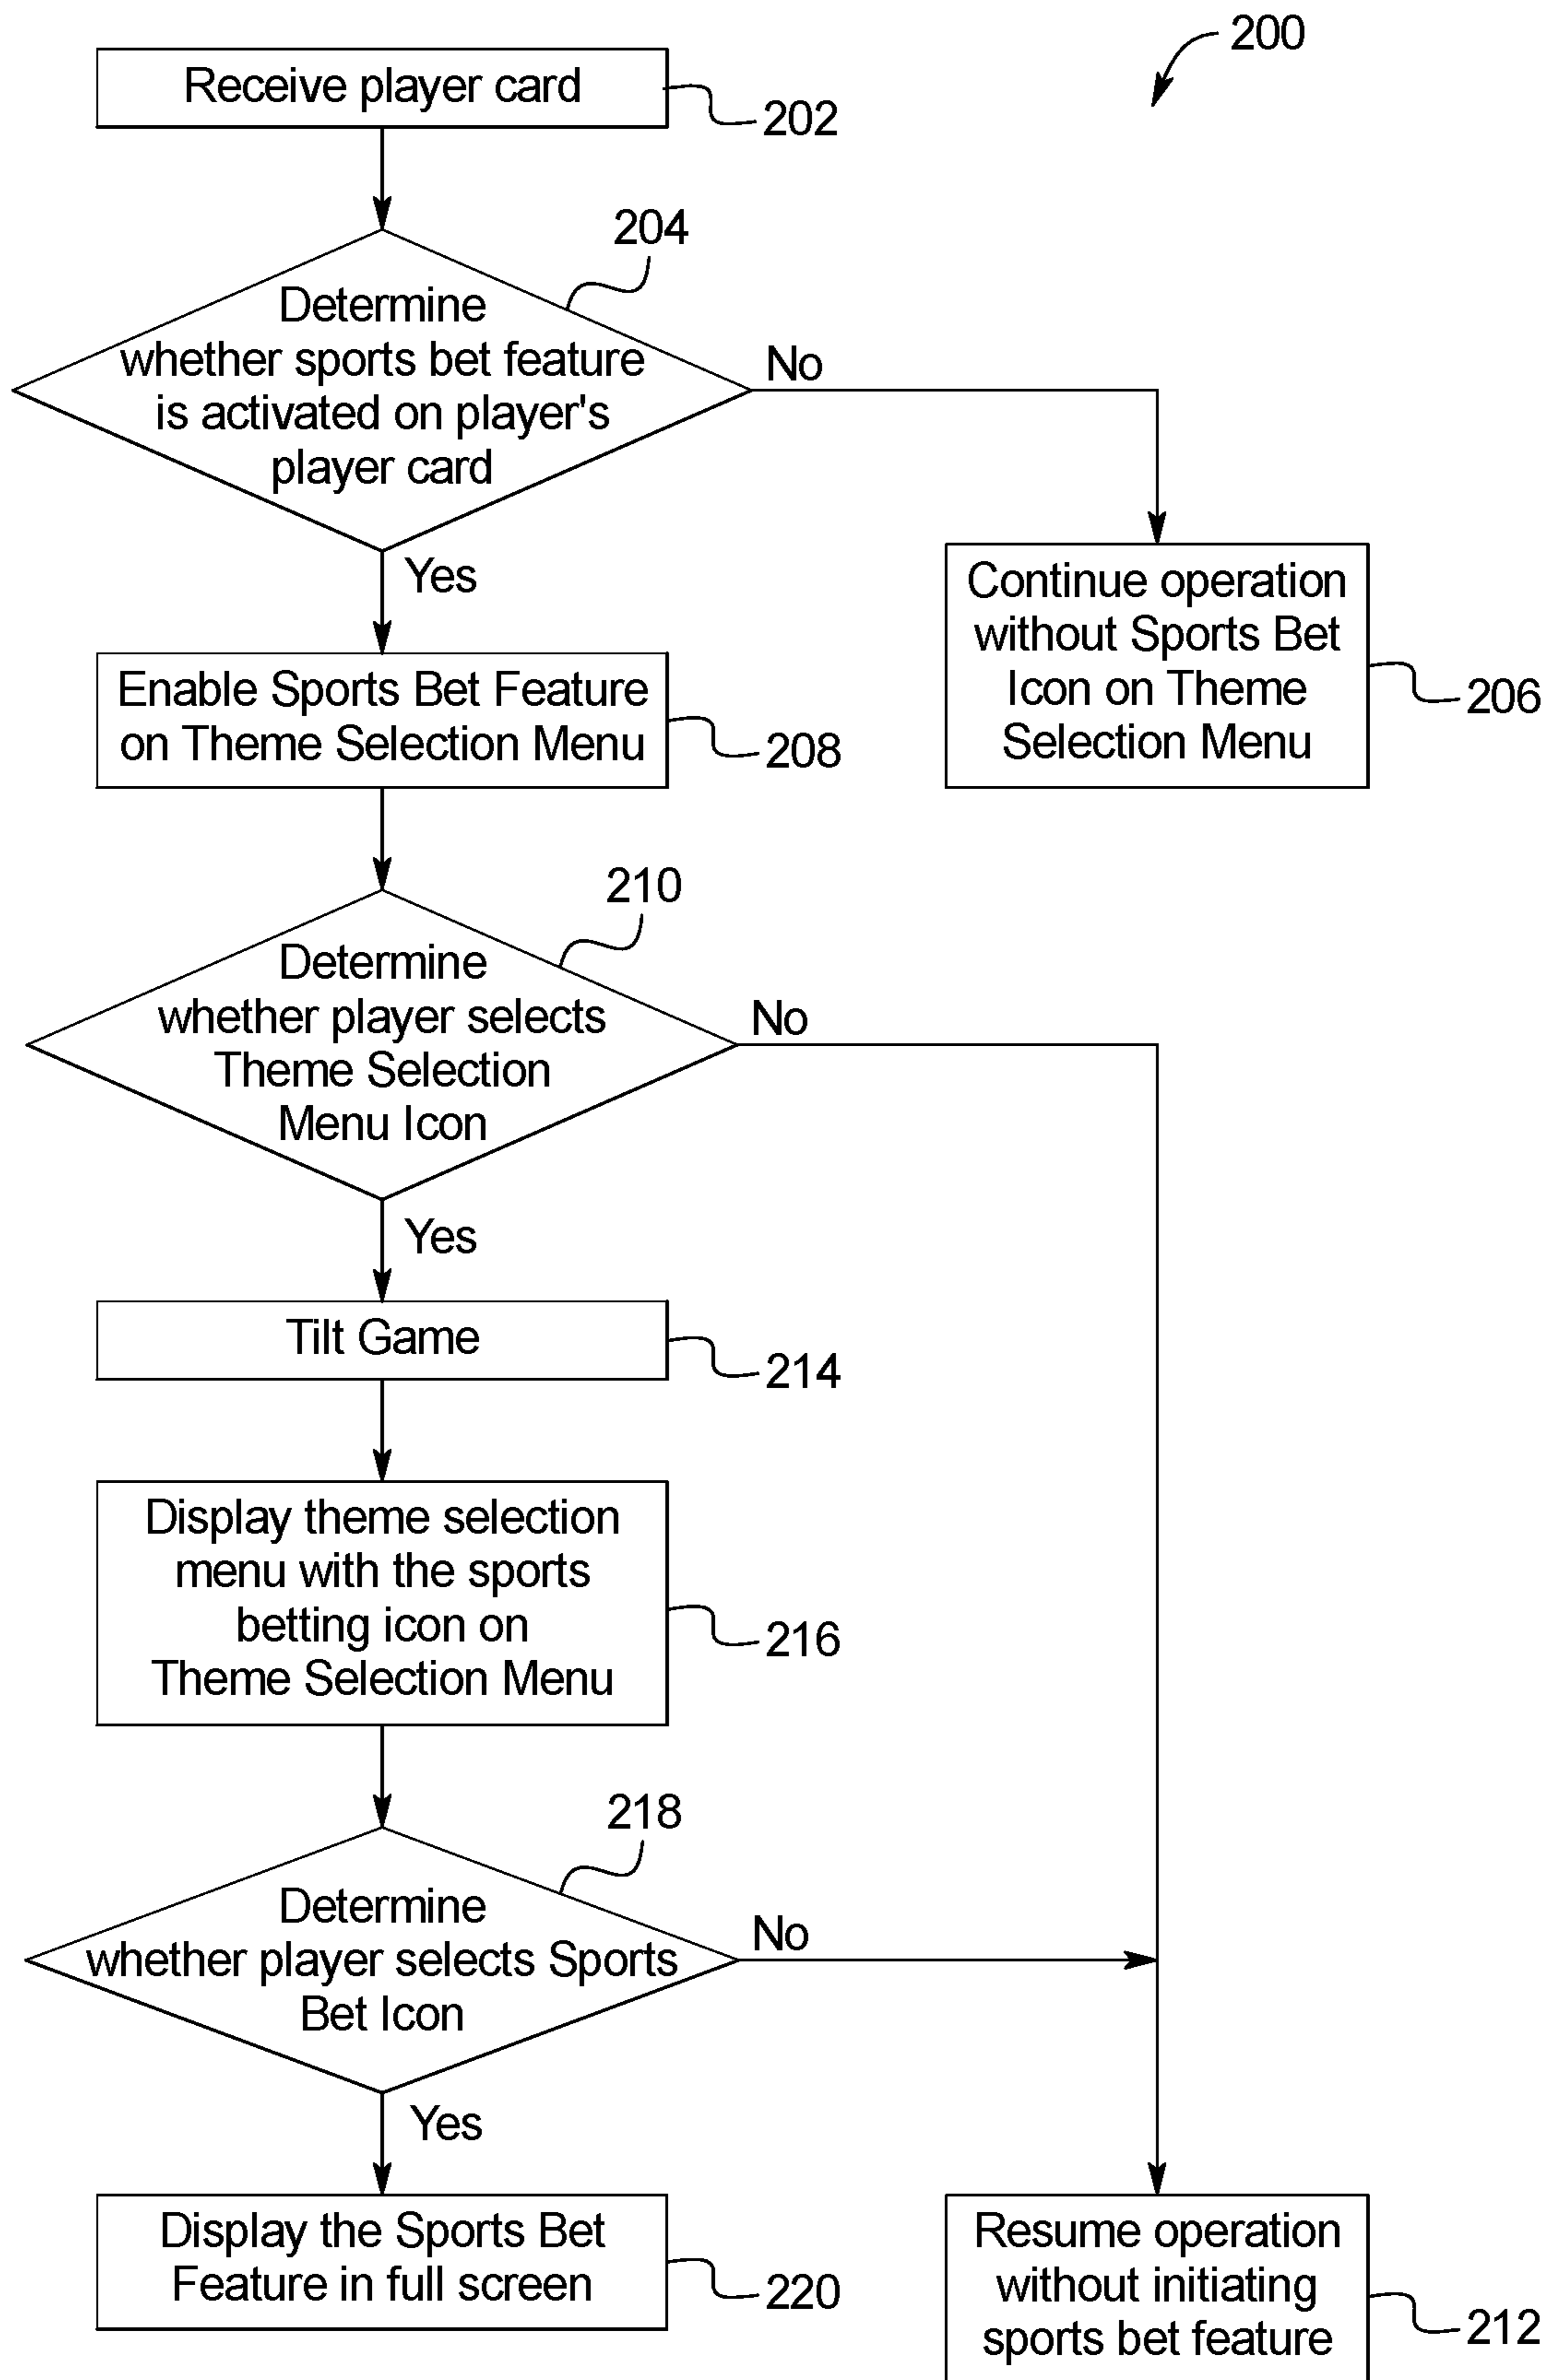 200
Receive player card
202
204
Determine
whether sports bet feature
is activated on player's
player card
No
Yes
Continue operation
without Sports Bet
Icon on Theme
Selection Menu
206
Enable Sports Bet Feature
on Theme Selection Menu
208
210
Determine
whether player selects
Theme Selection
Menu Icon
No
Yes
Tilt Game
214
Display theme selection
menu with the sports
betting icon on
Theme Selection Menu
216
218
Determine
whether player selects Sports
Bet Icon
No
Yes
Display the Sports Bet
Feature in full screen
220
Resume operation
without initiating
sports bet feature
212